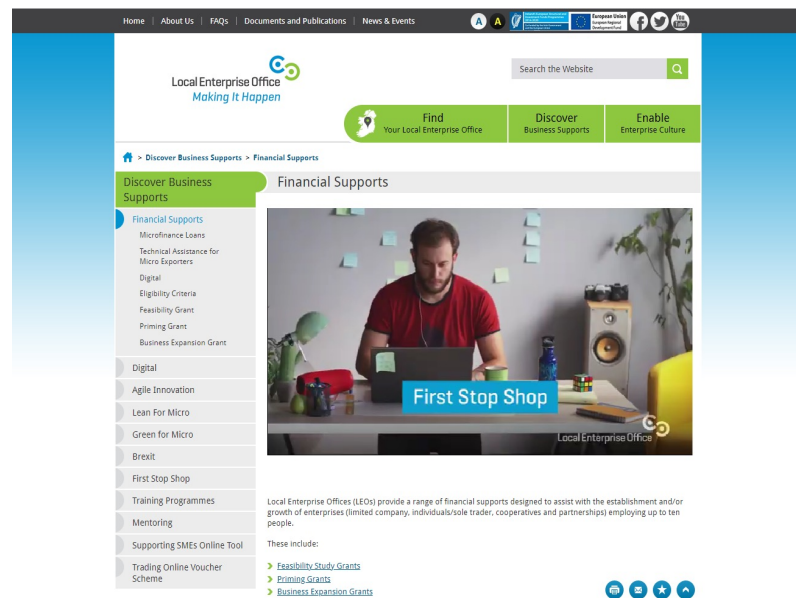 Home | About Us | FAQs | Documents and Publications | News & Events
A A
European Union
Local Enterprise Office
Making It Happen
Search the Website
Find
Your Local Enterprise Office
Discover
Business Supports
Enable
Enterprise Culture
> Discover Business Supports > Financial Supports
Discover Business
Supports
Financial Supports
Microfinance Loans
Technical Assistance for
Micro Exporters
Digital
Eligibility Criteria
Feasibility Grant
Priming Grant
Business Expansion Grant
Digital
Agile Innovation
Lean For Micro
Green for Micro
Brexit
First Stop Shop
Training Programmes
Mentoring
Supporting SMEs Online Tool
Trading Online Voucher
Scheme
Financial Supports
First Stop Shop
Local Enterprise Office
Local Enterprise Offices (LEOs) provide a range of financial supports designed to assist with the establishment and/or
growth of enterprises (limited company, individuals/sole trader, cooperatives and partnerships) employing up to ten
people.
These include:
Feasibility Study Grants
Priming Grants
Business Expansion Grants